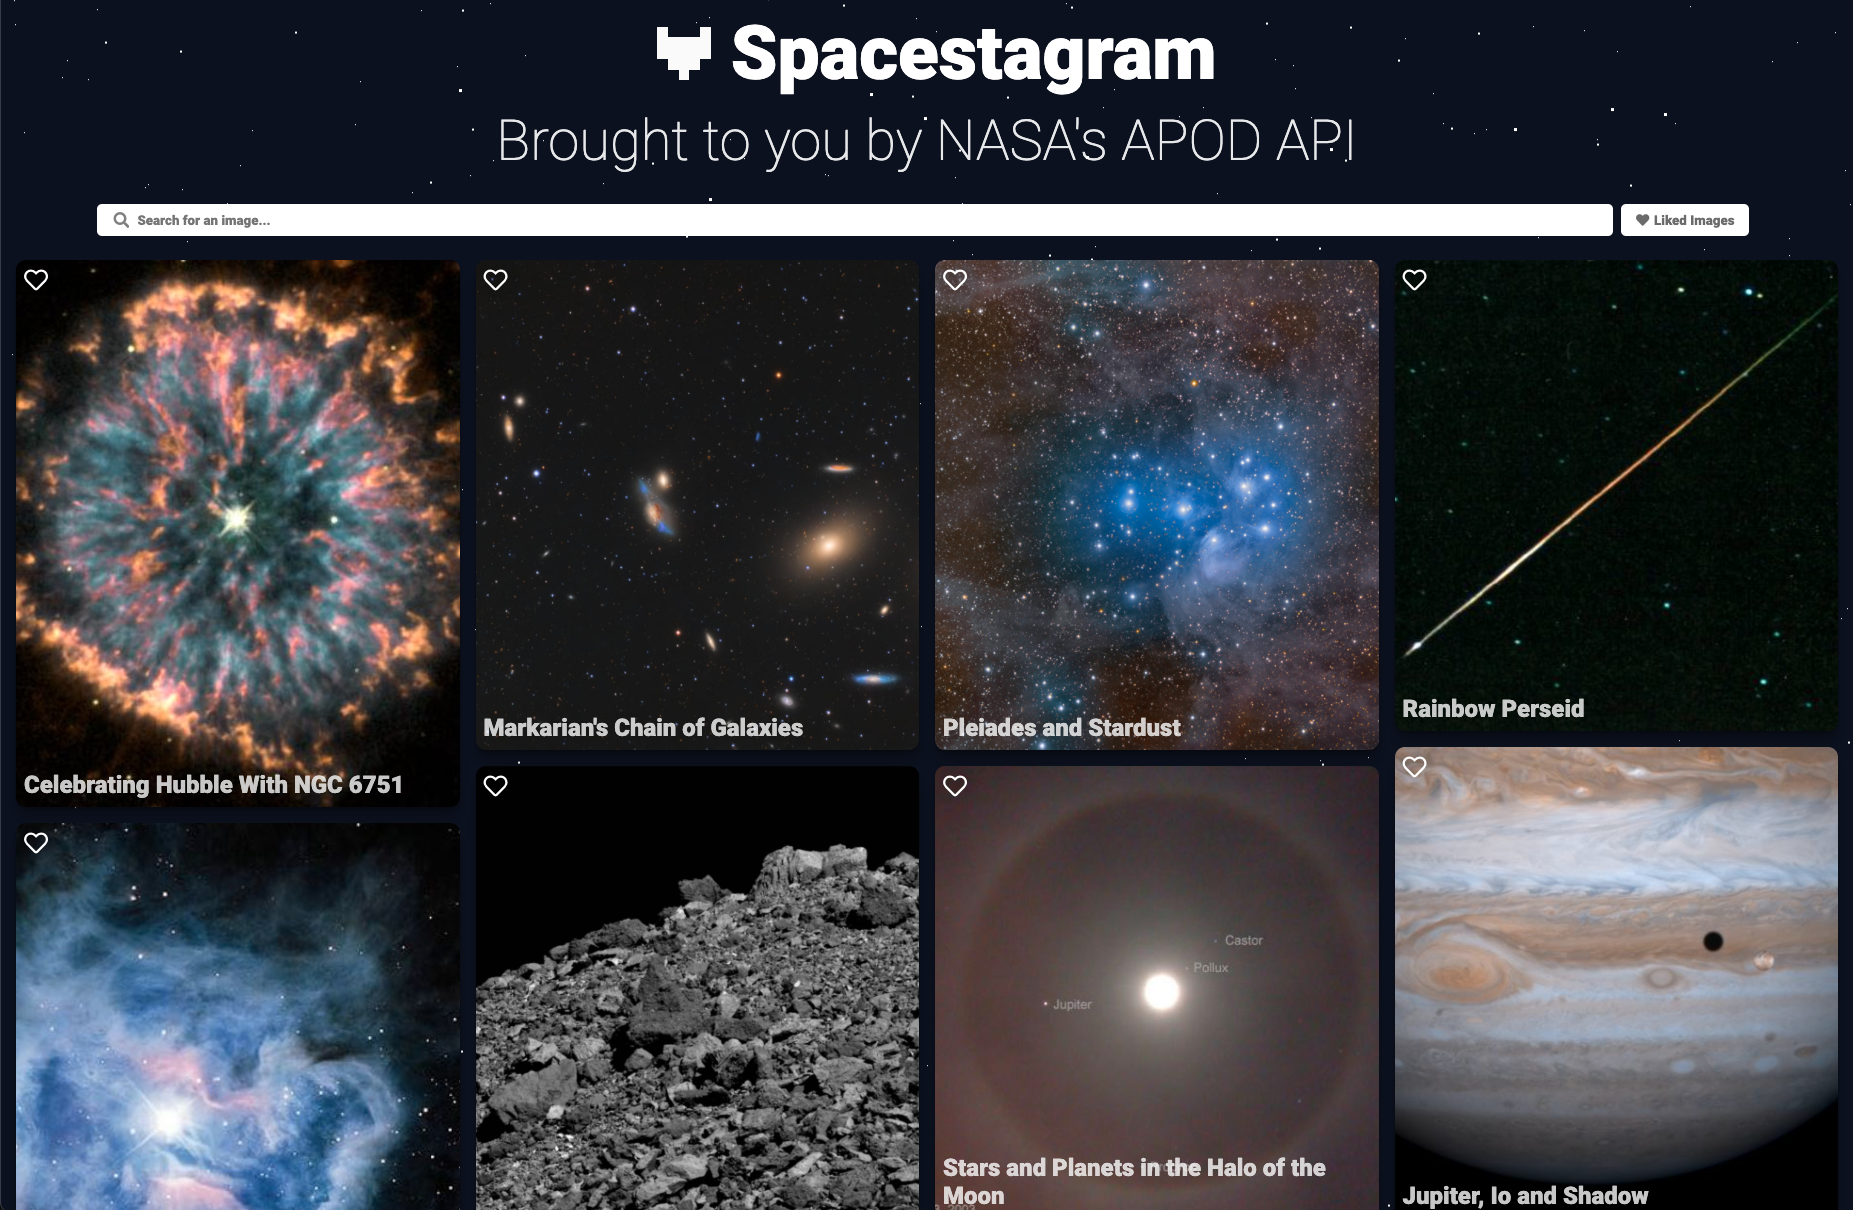 Spacestagram
Brought to you by NASA's APOD API
Search for an image...
Liked Images
Celebrating Hubble With NGC 6751
Markarian's Chain of Galaxies
Pleiades and Stardust
Rainbow Perseid
Castor
Pollux
Jupiter
Stars and Planets in the Halo of the
Moon
Jupiter, Io and Shadow